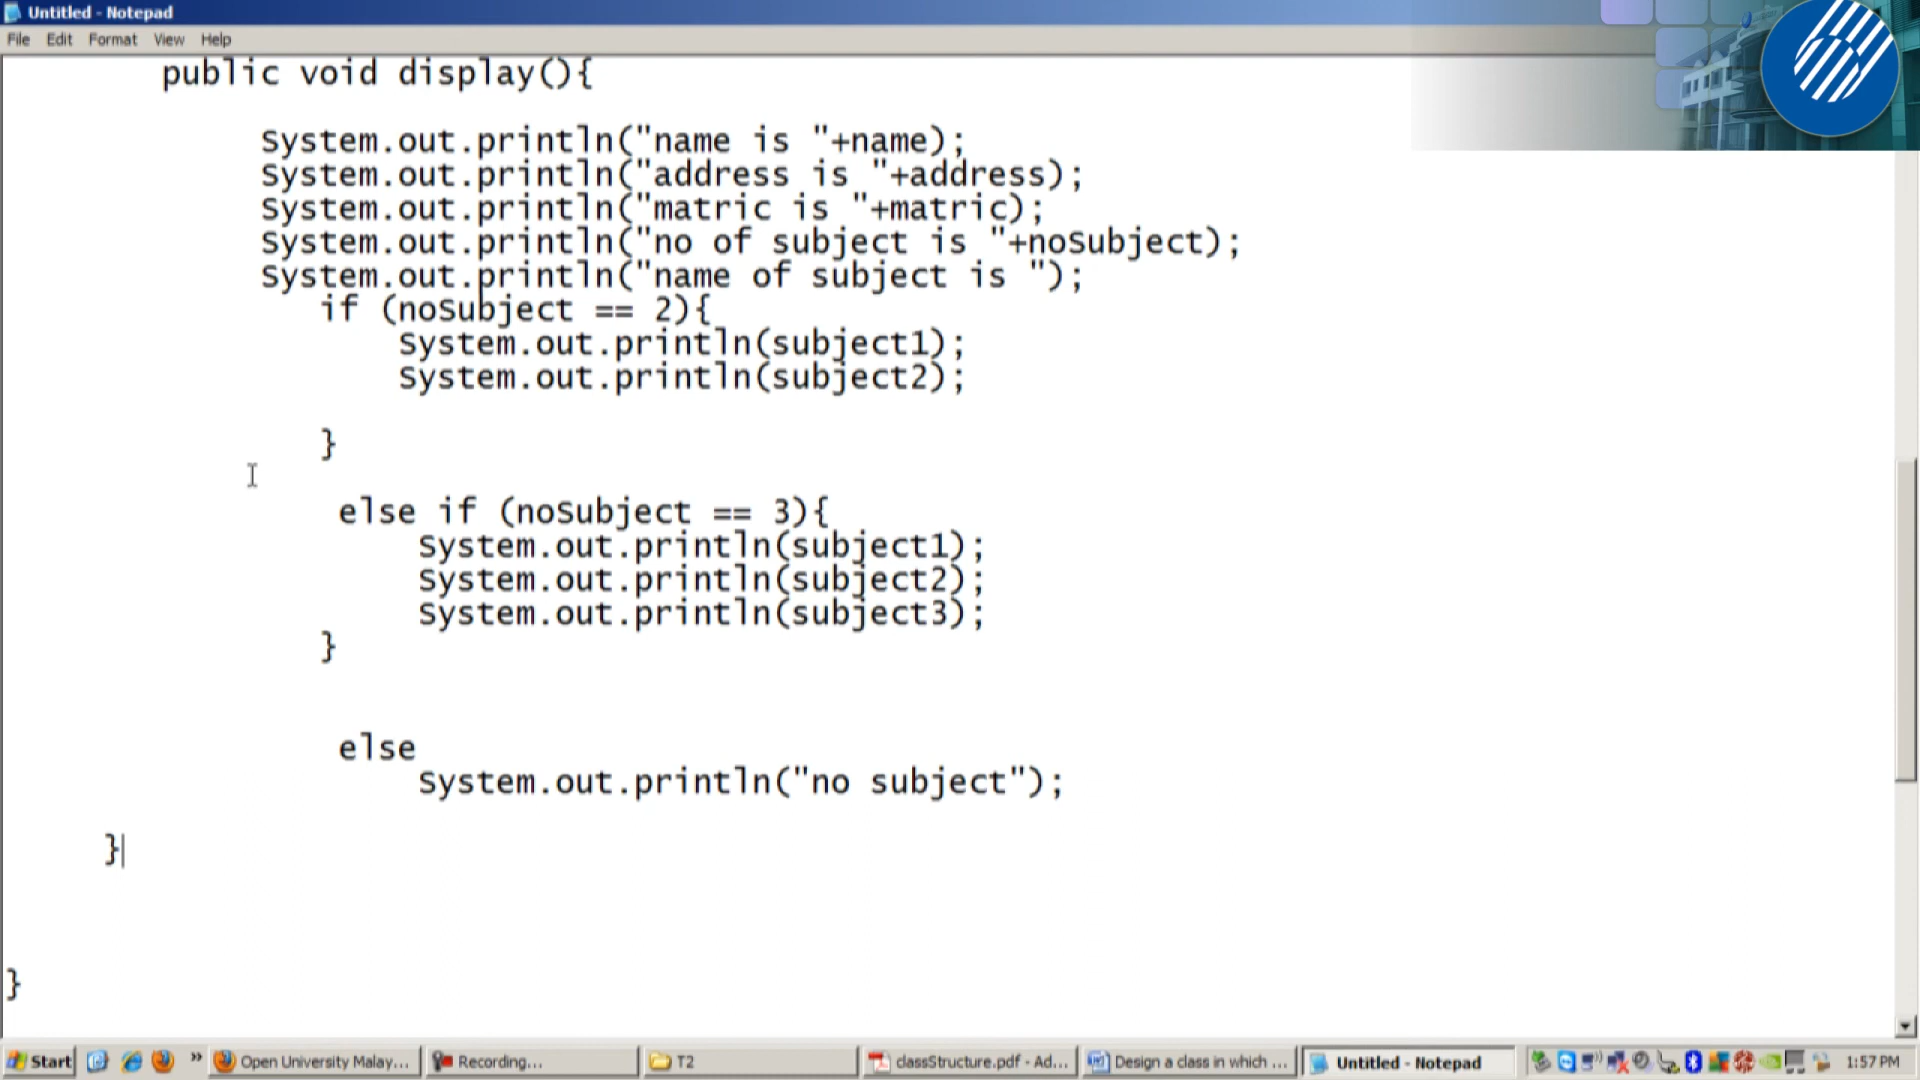 Untitled - Notepad
File Edit Format View Help
public void display(){
System.out.println("name is "+name);
System.out.println("address is "+address);
System.out.println("matric is "+matric);
System.out.println("no of subject is "+noSubject);
System.out.println("name of subject is ");
if (noSubject == 2){
System.out.println(subject1);
System.out.println(subject2);
}
else if (noSubject == 3){
System.out.println(subject1);
System.out.println(subject2);
System.out.println(subject3);
}
else
System.out.println("no subject");
}
}
Start » Open University Malay... Recording... T2 classStructure.pdf - Ad... Design a class in which ... Untitled - Notepad 1:57 PM